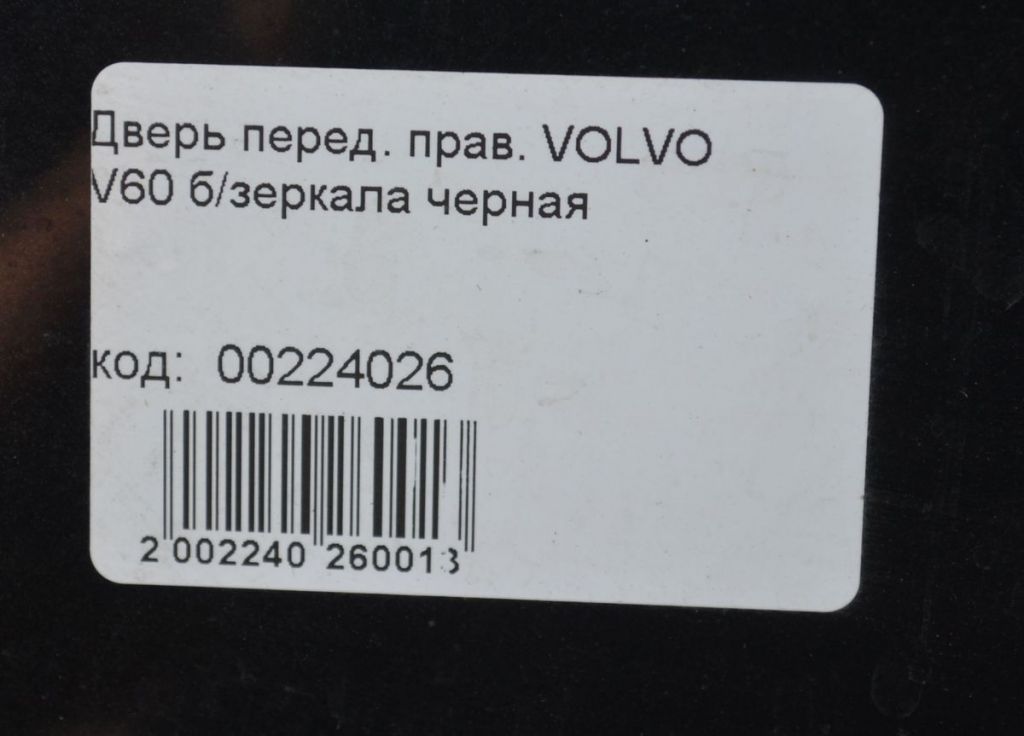 Дверь перед. прав. VOLVO
V60 б/зеркала черная
код: 00224026
2 002240 260013